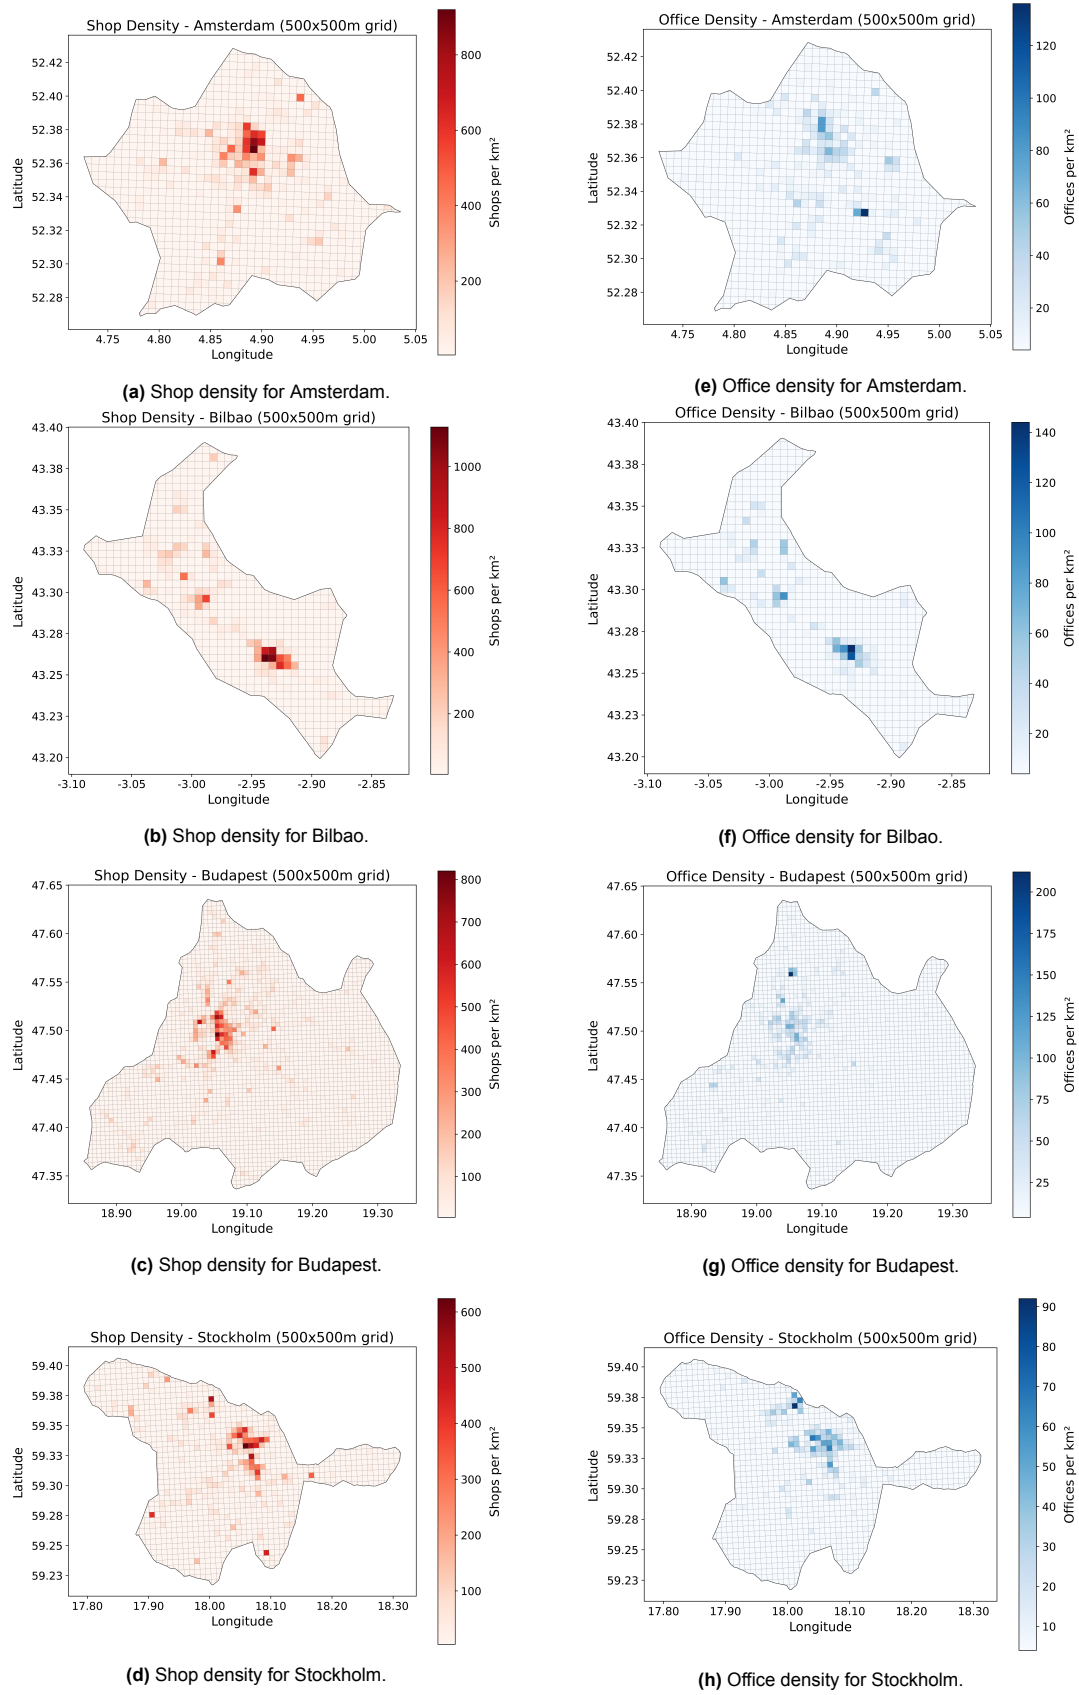 Shop Density - Amsterdam (500x500m grid)
52.42
52.40
52.38
52.36
52.34
52.32
52.30
52.28
Latitude
4.75 4.80 4.85 4.90 4.95 5.00 5.05
Longitude
800
600
400
200
Shops per km²
(a) Shop density for Amsterdam.
Office Density - Amsterdam (500x500m grid)
52.42
52.40
52.38
52.36
52.34
52.32
52.30
52.28
Latitude
4.75 4.80 4.85 4.90 4.95 5.00 5.05
Longitude
120
100
80
60
40
20
Offices per km²
(e) Office density for Amsterdam.
Shop Density - Bilbao (500x500m grid)
43.40
43.38
43.35
43.33
43.30
43.28
43.25
43.23
43.20
Latitude
-3.10 -3.05 -3.00 -2.95 -2.90 -2.85
Longitude
1000
800
600
400
200
Shops per km²
(b) Shop density for Bilbao.
Office Density - Bilbao (500x500m grid)
43.40
43.38
43.35
43.33
43.30
43.28
43.25
43.23
43.20
Latitude
-3.10 -3.05 -3.00 -2.95 -2.90 -2.85
Longitude
140
120
100
80
60
40
20
Offices per km²
(f) Office density for Bilbao.
Shop Density - Budapest (500x500m grid)
47.65
47.60
47.55
47.50
47.45
47.40
47.35
Latitude
18.90 19.00 19.10 19.20 19.30
Longitude
800
700
600
500
400
300
200
100
Shops per km²
(c) Shop density for Budapest.
Office Density - Budapest (500x500m grid)
47.65
47.60
47.55
47.50
47.45
47.40
47.35
Latitude
18.90 19.00 19.10 19.20 19.30
Longitude
200
175
150
125
100
75
50
25
Offices per km²
(g) Office density for Budapest.
Shop Density - Stockholm (500x500m grid)
59.40
59.38
59.35
59.33
59.30
59.28
59.25
59.23
Latitude
17.80 17.90 18.00 18.10 18.20 18.30
Longitude
600
500
400
300
200
100
Shops per km²
(d) Shop density for Stockholm.
Office Density - Stockholm (500x500m grid)
59.40
59.38
59.35
59.33
59.30
59.28
59.25
59.23
Latitude
17.80 17.90 18.00 18.10 18.20 18.30
Longitude
90
80
70
60
50
40
30
20
10
Offices per km²
(h) Office density for Stockholm.